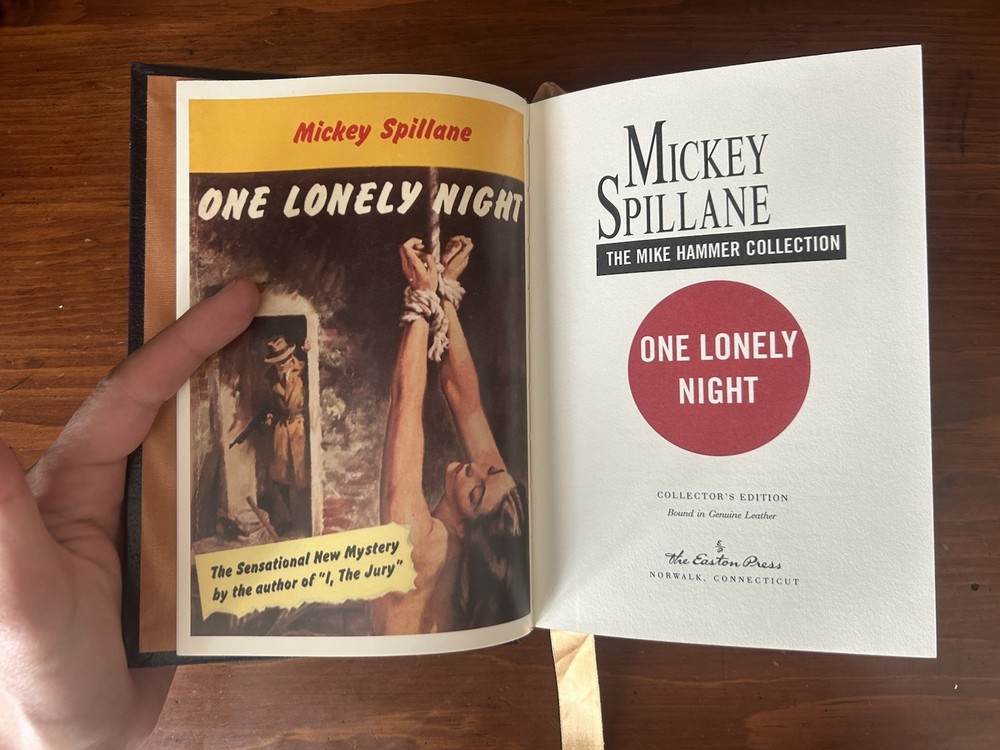 Mickey Spillane
ONE LONELY NIGHT
The Sensational New Mystery
by the author of "I, The Jury"
MICKEY
SPILLANE
THE MIKE HAMMER COLLECTION
ONE LONELY
NIGHT
COLLECTOR'S EDITION
Bound in Genuine Leather
The Easton Press
NORWALK, CONNECTICUT